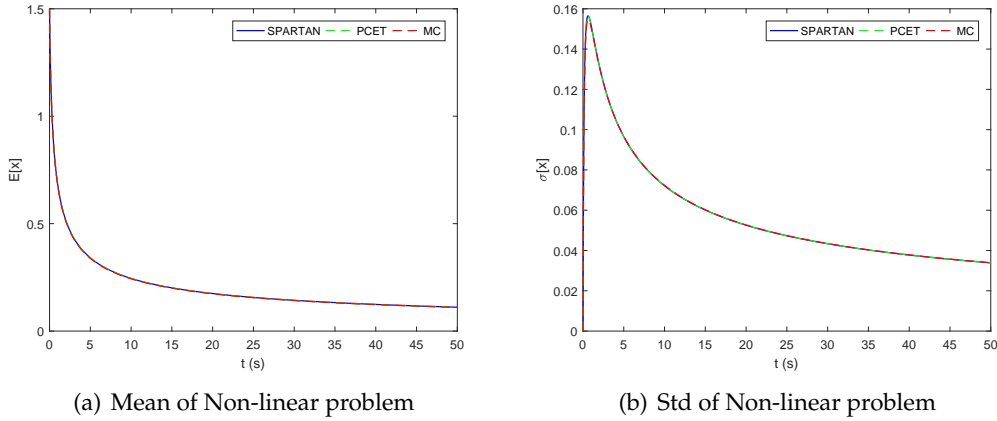 1.5
1
0.5
0
E[x]
SPARTAN PCET MC
0 5 10 15 20 25 30 35 40 45 50
t (s)
(a) Mean of Non-linear problem
0.16
0.14
0.12
0.1
0.08
0.06
0.04
0.02
0
σ[x]
SPARTAN PCET MC
0 5 10 15 20 25 30 35 40 45 50
t (s)
(b) Std of Non-linear problem